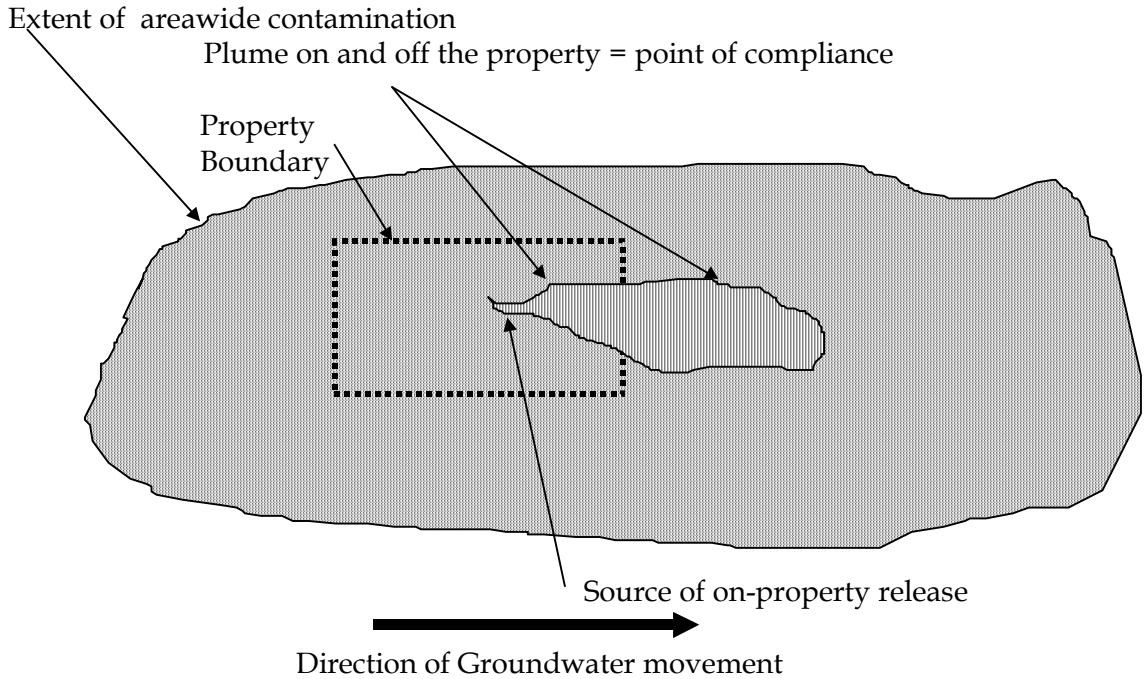 Extent of  areawide contamination
Plume on and off the property = point of compliance
Property
Boundary
Source of on-property release
Direction of Groundwater movement